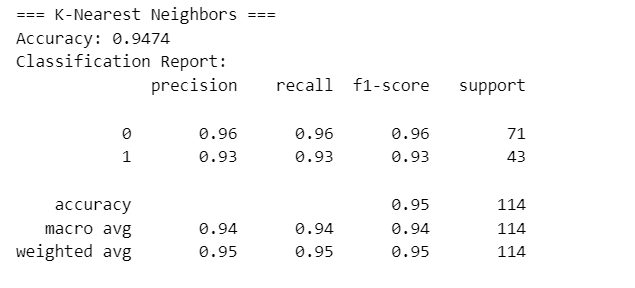 === K-Nearest Neighbors ===
Accuracy: 0.9474
Classification Report:
              precision    recall  f1-score   support

           0       0.96      0.96      0.96        71
           1       0.93      0.93      0.93        43

    accuracy                           0.95       114
   macro avg       0.94      0.94      0.94       114
weighted avg       0.95      0.95      0.95       114